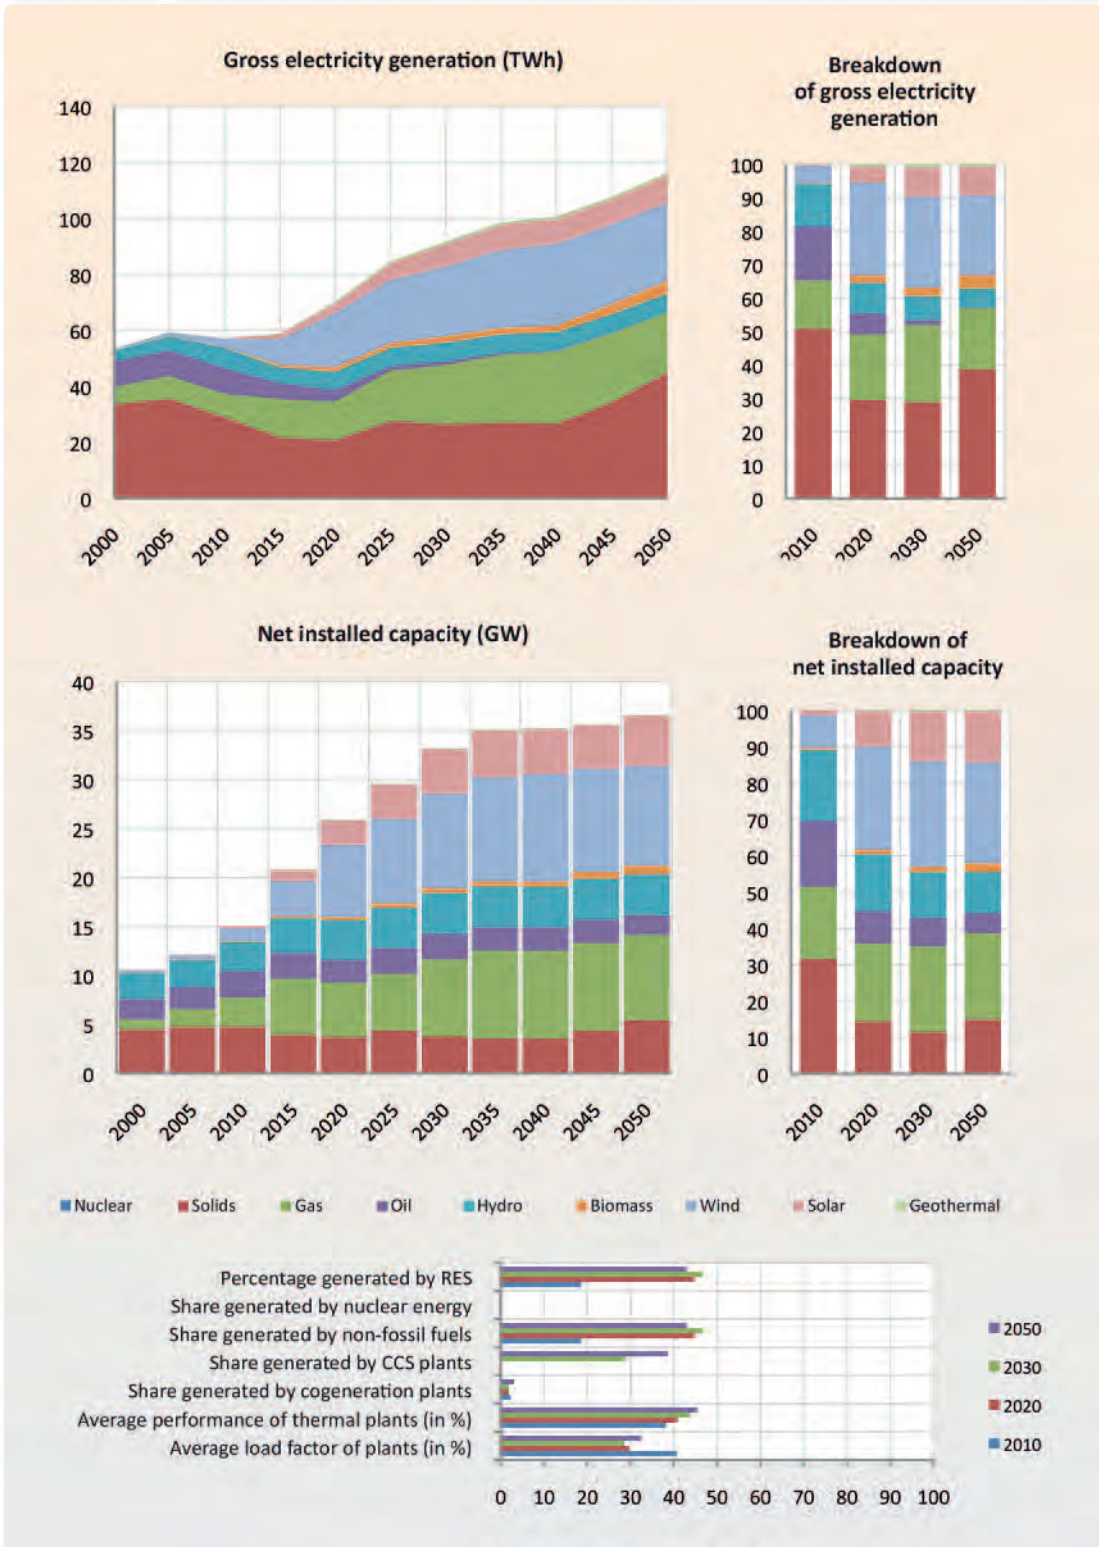 Gross electricity generation (TWh)
140
120
100
80
60
40
20
0
2000 2005 2010 2015 2020 2025 2030 2035 2040 2045 2050
Breakdown
of gross electricity
generation
100
90
80
70
60
50
40
30
20
10
0
2010 2020 2030 2050
Net installed capacity (GW)
40
35
30
25
20
15
10
5
0
2000 2005 2010 2015 2020 2025 2030 2035 2040 2045 2050
Breakdown of
net installed capacity
100
90
80
70
60
50
40
30
20
10
0
2010 2020 2030 2050
Nuclear Solids Gas Oil Hydro Biomass Wind Solar Geothermal
Percentage generated by RES
Share generated by nuclear energy
Share generated by non-fossil fuels
Share generated by CCS plants
Share generated by cogeneration plants
Average performance of thermal plants (in %)
Average load factor of plants (in %)
0 10 20 30 40 50 60 70 80 90 100
2050
2030
2020
2010